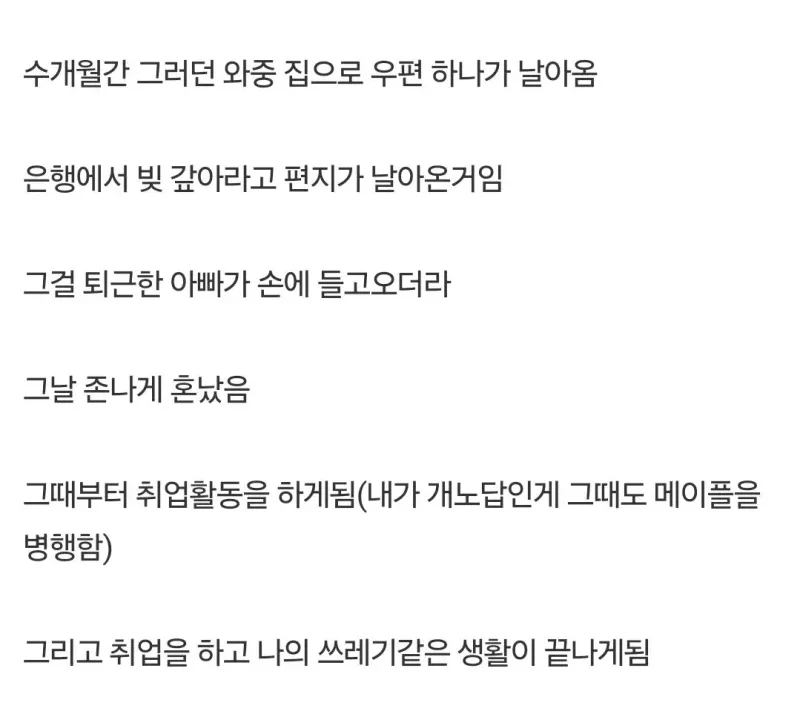 수개월간 그러던 와중 집으로 우편 하나가 날아옴
은행에서 빚 갚아라고 편지가 날아온거임
그걸 퇴근한 아빠가 손에 들고오더라
그날 존나게 혼났음
그때부터 취업활동을 하게됨(내가 개노답인게 그때도 메이플을
병행함)
그리고 취업을 하고 나의 쓰레기같은 생활이 끝나게됨